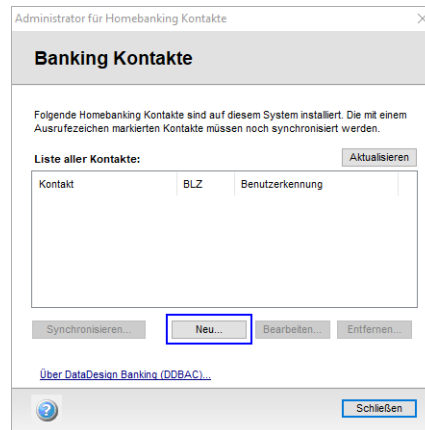 Administrator für Homebanking Kontakte
Banking Kontakte
Folgende Homebanking Kontakte sind auf diesem System installiert. Die mit einem
Ausrufezeichen markierten Kontakte müssen noch synchronisiert werden.
Liste aller Kontakte:
Aktualisieren
Kontakt BLZ Benutzerkennung
Synchronisieren... Neu... Bearbeiten... Entfernen...
Über DataDesign Banking (DDBAC)...
? Schließen